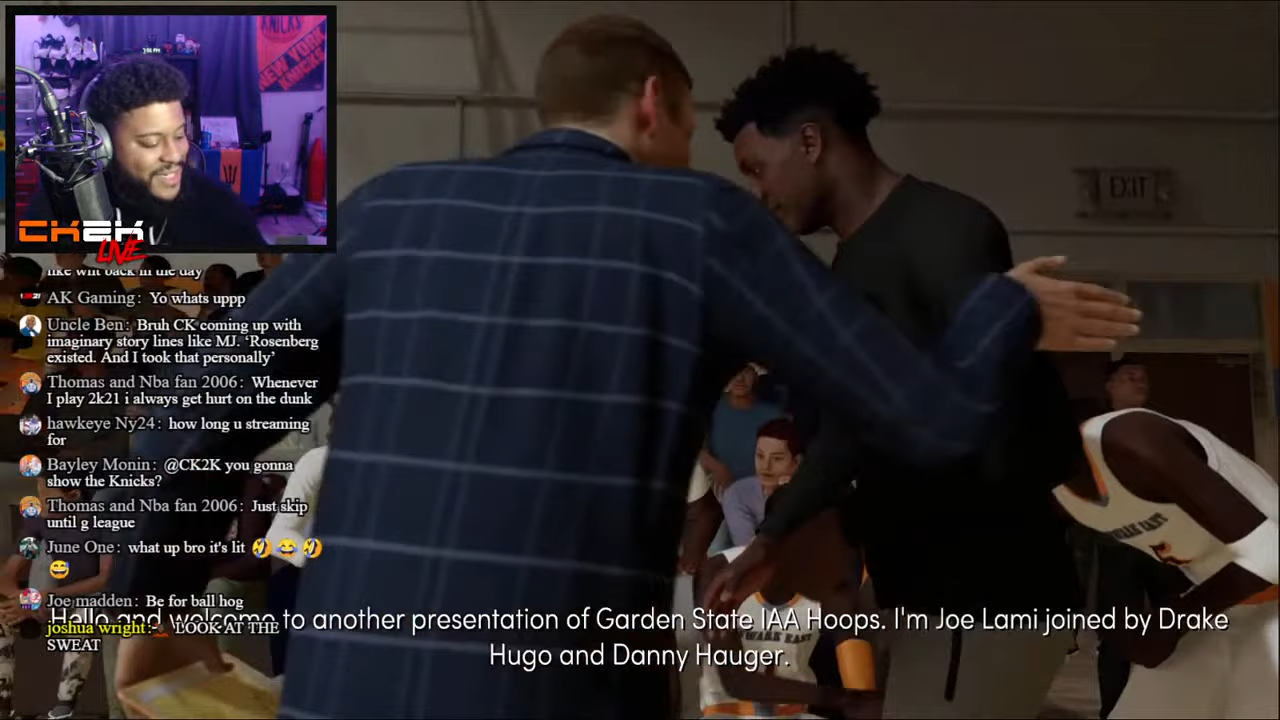 KNICKS
NEW YORK
KNICKS
CK2K
LIVE
EXIT
like wilt back in the day
AK Gaming: Yo whats uppp
Uncle Ben: Bruh CK coming up with
imaginary story lines like MJ. 'Rosenberg
existed. And I took that personally'
Thomas and Nba fan 2006: Whenever
I play 2k21 i always get hurt on the dunk
hawkeye Ny24: how long u streaming
for
Bayley Monin: @CK2K you gonna
show the Knicks?
Thomas and Nba fan 2006: Just skip
until g league
June One: what up bro it's lit 🤣 😂 🤣
😅
Joe madden: Be for ball hog
joshua wright: LOOK AT THE
SWEAT
Hello and welcome to another presentation of Garden State IAA Hoops. I'm Joe Lami joined by Drake
Hugo and Danny Hauger.
EAST
WARK EAST